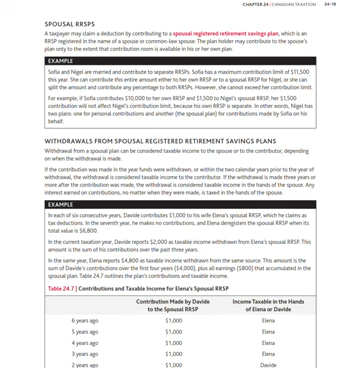 CHAPTER 24 | CANADIAN TAXATION 24-19
SPOUSAL RRSPS
A taxpayer may claim a deduction by contributing to a spousal registered retirement savings plan, which is an
RRSP registered in the name of a spouse or common-law spouse. The plan holder may contribute to the spouse's
plan only to the extent that contribution room is available in his or her own plan.
EXAMPLE
Sofia and Nigel are married and contribute to separate RRSPs. Sofia has a maximum contribution limit of $11,500
this year. She can contribute this entire amount either to her own RRSP or to a spousal RRSP for Nigel, or she can
split the amount and contribute any percentage to both RRSPs. However, she cannot exceed her contribution limit.
For example, if Sofia contributes $10,000 to her own RRSP and $1,500 to Nigel's spousal RRSP, her $1,500
contribution will not affect Nigel's contribution limit, because his own RRSP is separate. In other words, Nigel has
two plans: one for personal contributions and another (the spousal plan) for contributions made by Sofia on his
behalf.
WITHDRAWALS FROM SPOUSAL REGISTERED RETIREMENT SAVINGS PLANS
Withdrawal from a spousal plan can be considered taxable income to the spouse or to the contributor, depending
on when the withdrawal is made.
If the contribution was made in the year funds were withdrawn, or within the two calendar years prior to the year of
withdrawal, the withdrawal is considered taxable income to the contributor. If the withdrawal is made three years or
more after the contribution was made, the withdrawal is considered taxable income in the hands of the spouse. Any
interest earned on contributions, no matter when they were made, is taxed in the hands of the spouse.
EXAMPLE
In each of six consecutive years, Davide contributes $1,000 to his wife Elena's spousal RRSP, which he claims as
tax deductions. In the seventh year, he makes no contributions, and Elena deregisters the spousal RRSP when its
total value is $6,800.
In the current taxation year, Davide reports $2,000 as taxable income withdrawn from Elena's spousal RRSP. This
amount is the sum of his contributions over the past three years.
In the same year, Elena reports $4,800 as taxable income withdrawn from the same source. This amount is the
sum of Davide's contributions over the first four years ($4,000), plus all earnings ($800) that accumulated in the
spousal plan. Table 24.7 outlines the plan's contributions and taxable income.
Table 24.7 | Contributions and Taxable Income for Elena's Spousal RRSP
Contribution Made by Davide Income Taxable in the Hands
to the Spousal RRSP of Elena or Davide
6 years ago $1,000 Elena
5 years ago $1,000 Elena
4 years ago $1,000 Elena
3 years ago $1,000 Elena
2 years ago $1,000 Davide